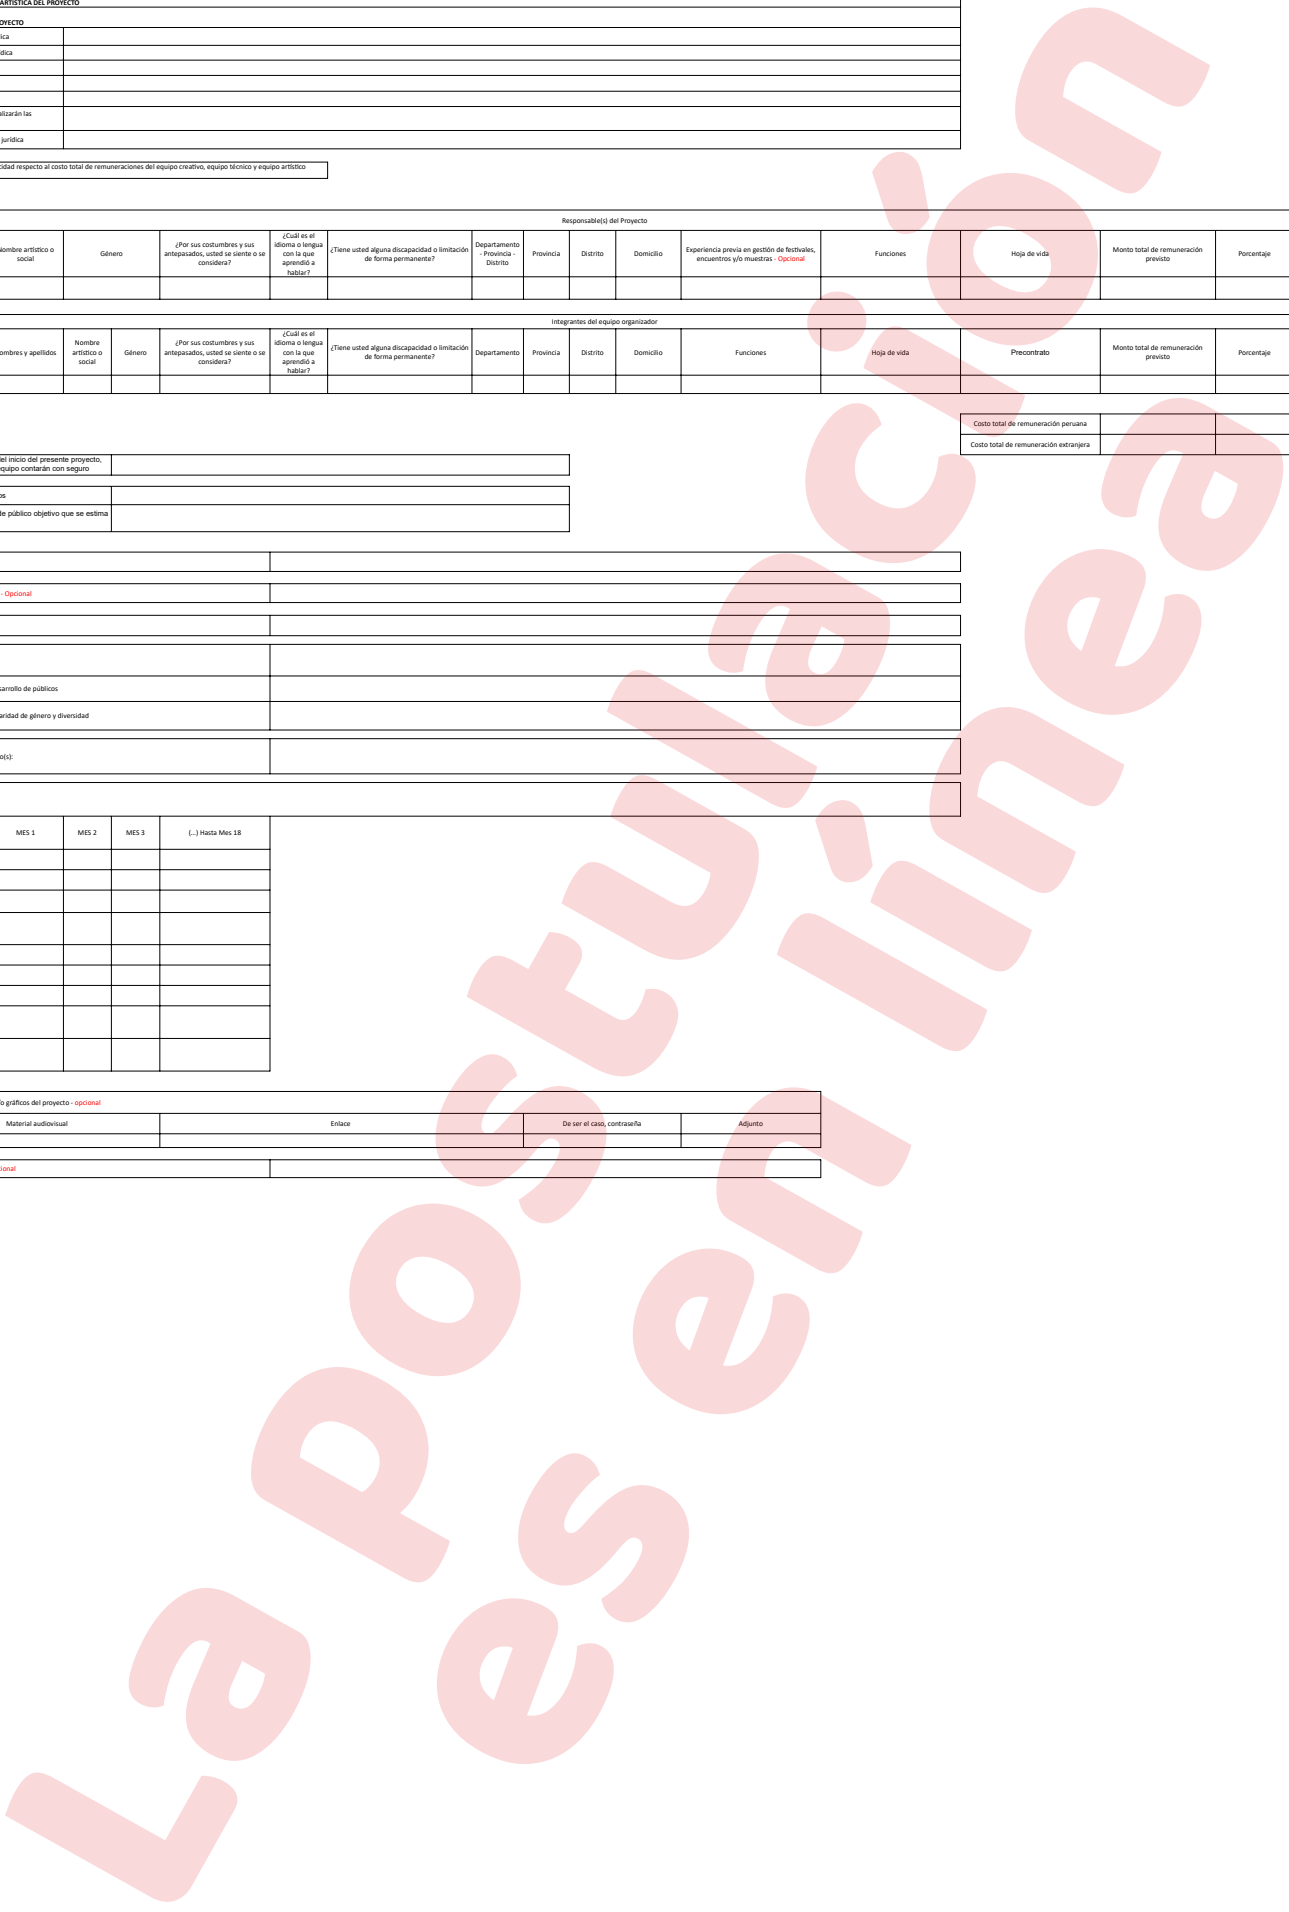 ARTÍSTICA DEL PROYECTO
OYECTO
ica
ídica
alizarán las
jurídica
cidad respecto al costo total de remuneraciones del equipo creativo, equipo técnico y equipo artístico
Responsable(s) del Proyecto
Nombre artístico o
social
Género
¿Por sus costumbres y sus
antepasados, usted se siente o se
considera?
¿Cuál es el
idioma o lengua
con la que
aprendió a
hablar?
¿Tiene usted alguna discapacidad o limitación
de forma permanente?
Departamento
- Provincia -
Distrito
Provincia
Distrito
Domicilio
Experiencia previa en gestión de festivales,
encuentros y/o muestras - Opcional
Funciones
Hoja de vida
Monto total de remuneración
previsto
Porcentaje
Integrantes del equipo organizador
ombres y apellidos
Nombre
artístico o
social
Género
¿Por sus costumbres y sus
antepasados, usted se siente o se
considera?
¿Cuál es el
idioma o lengua
con la que
aprendió a
hablar?
¿Tiene usted alguna discapacidad o limitación
de forma permanente?
Departamento
Provincia
Distrito
Domicilio
Funciones
Hoja de vida
Precontrato
Monto total de remuneración
previsto
Porcentaje
Costo total de remuneración peruana
Costo total de remuneración extranjera
del inicio del presente proyecto,
equipo contarán con seguro
os
de público objetivo que se estima
- Opcional
sarrollo de públicos
aridad de género y diversidad
o(s):
MES 1
MES 2
MES 3
(…) Hasta Mes 18
o gráficos del proyecto - opcional
Material audiovisual
Enlace
De ser el caso, contraseña
Adjunto
cional
La postulación
es en línea